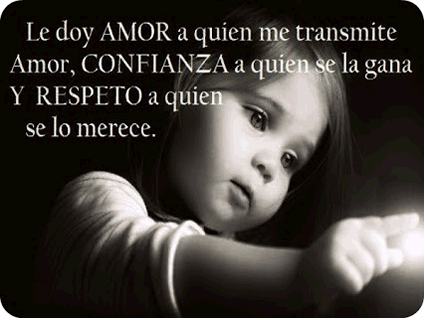 Le doy AMOR a quien me transmite
Amor, CONFIANZA a quien se la gana
Y RESPETO a quien
se lo merece.